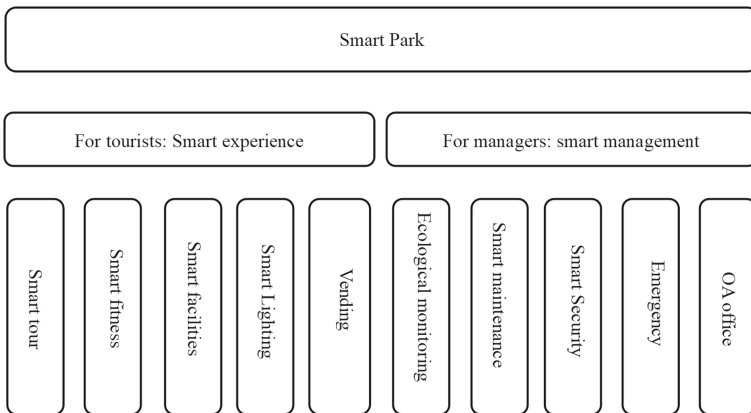 Smart Park
For tourists: Smart experience
For managers: smart management
Smart tour
Smart fitness
Smart facilities
Smart Lighting
Vending
Ecological monitoring
Smart maintenance
Smart Security
Emergency
OA office